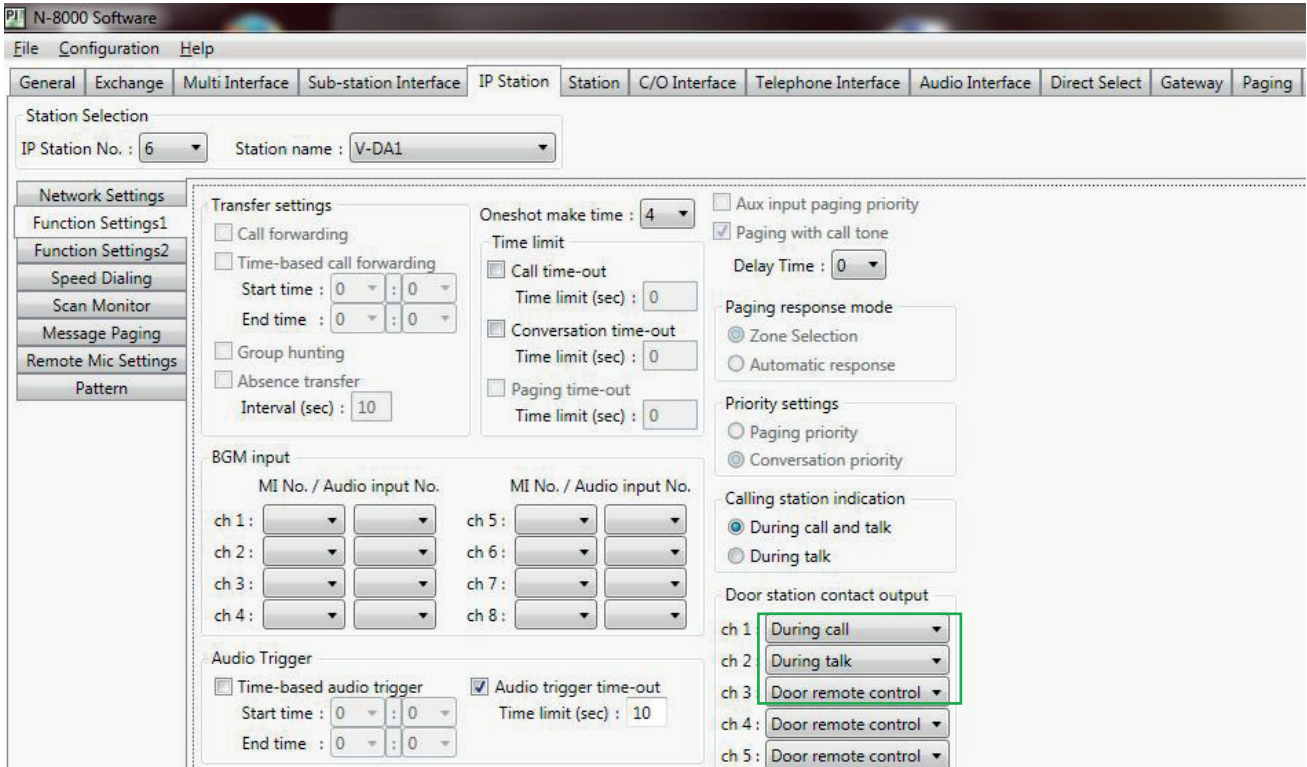 N-8000 Software
File Configuration Help
General Exchange Multi Interface Sub-station Interface IP Station Station C/O Interface Telephone Interface Audio Interface Direct Select Gateway Paging
Station Selection
IP Station No. : 6 Station name : V-DA1
Network Settings
Function Settings1
Function Settings2
Speed Dialing
Scan Monitor
Message Paging
Remote Mic Settings
Pattern
Transfer settings
Call forwarding
Time-based call forwarding
Start time : 0 : 0
End time : 0 : 0
Group hunting
Absence transfer
Interval (sec) : 10
Oneshot make time : 4
Time limit
Call time-out
Time limit (sec) : 0
Conversation time-out
Time limit (sec) : 0
Paging time-out
Time limit (sec) : 0
BGM input
MI No. / Audio input No. MI No. / Audio input No.
ch 1 : ch 5 :
ch 2 : ch 6 :
ch 3 : ch 7 :
ch 4 : ch 8 :
Audio Trigger
Time-based audio trigger
Start time : 0 : 0
End time : 0 : 0
Audio trigger time-out
Time limit (sec) : 10
Aux input paging priority
Paging with call tone
Delay Time : 0
Paging response mode
Zone Selection
Automatic response
Priority settings
Paging priority
Conversation priority
Calling station indication
During call and talk
During talk
Door station contact output
ch 1 : During call
ch 2 : During talk
ch 3 : Door remote control
ch 4 : Door remote control
ch 5 : Door remote control